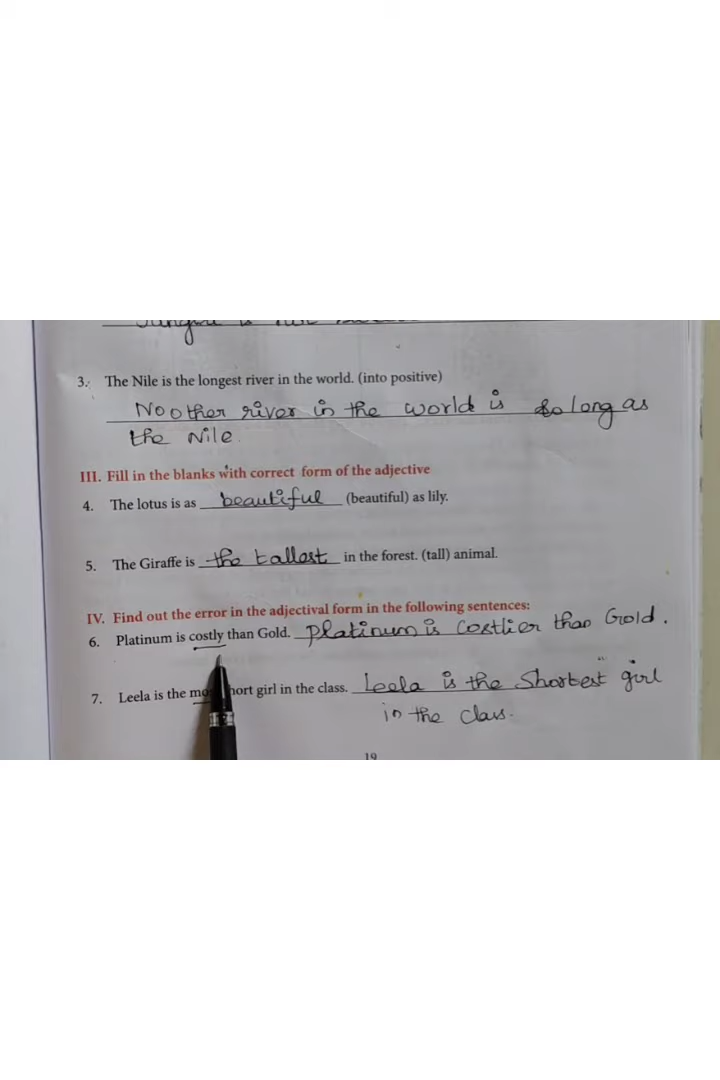 3. The Nile is the longest river in the world. (into positive)
No other river in the world is so long as
the Nile.
III. Fill in the blanks with correct form of the adjective
4. The lotus is as beautiful (beautiful) as lily.
5. The Giraffe is the tallest in the forest. (tall) animal.
IV. Find out the error in the adjectival form in the following sentences:
6. Platinum is costly than Gold. Platinum is costlier than Gold.
7. Leela is the girl in the class. Leela is the shortest girl
in the class.
19